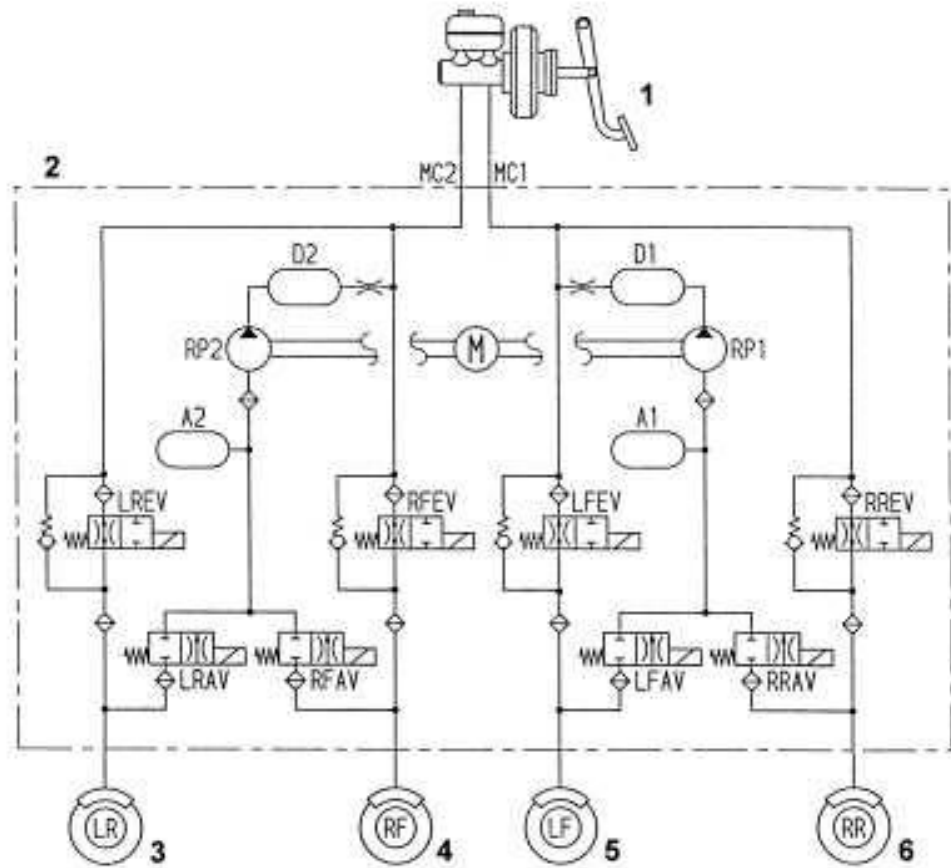 1
2
MC2 MC1
D2 D1
RP2 M RP1
A2 A1
LREV RFEV LFEV RREV
LRAV RFAV LFAV RRAV
LR 3 RF 4 LF 5 RR 6